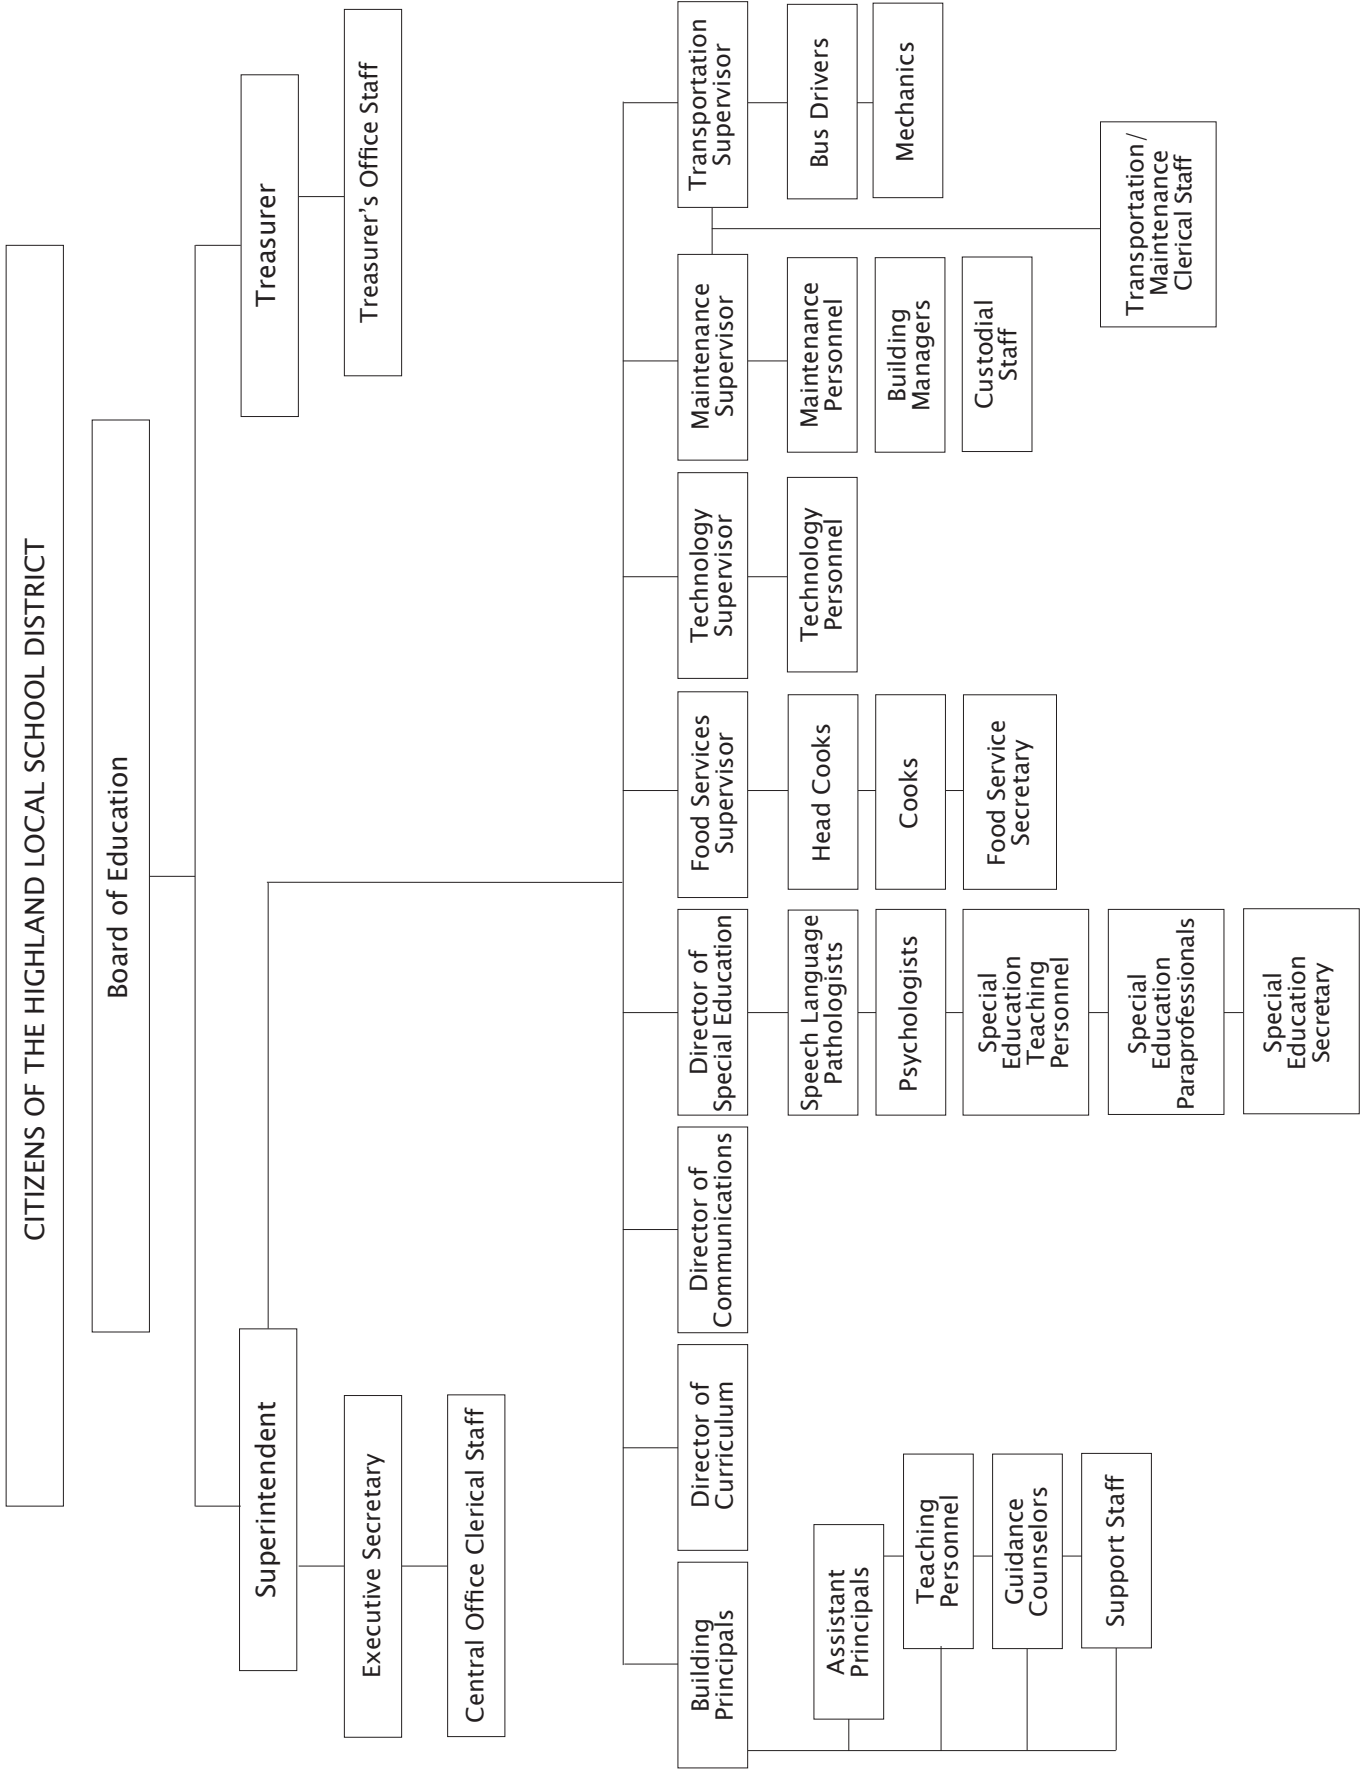 CITIZENS OF THE HIGHLAND LOCAL SCHOOL DISTRICT
Board of Education
Superintendent
Treasurer
Executive Secretary
Treasurer's Office Staff
Central Office Clerical Staff
Building
Principals
Director of
Curriculum
Director of
Communications
Director of
Special Education
Food Services
Supervisor
Technology
Supervisor
Maintenance
Supervisor
Transportation
Supervisor
Assistant
Principals
Teaching
Personnel
Guidance
Counselors
Support Staff
Speech Language
Pathologists
Psychologists
Special
Education
Teaching
Personnel
Special
Education
Paraprofessionals
Special
Education
Secretary
Head Cooks
Cooks
Food Service
Secretary
Technology
Personnel
Maintenance
Personnel
Building
Managers
Custodial
Staff
Bus Drivers
Mechanics
Transportation/
Maintenance
Clerical Staff